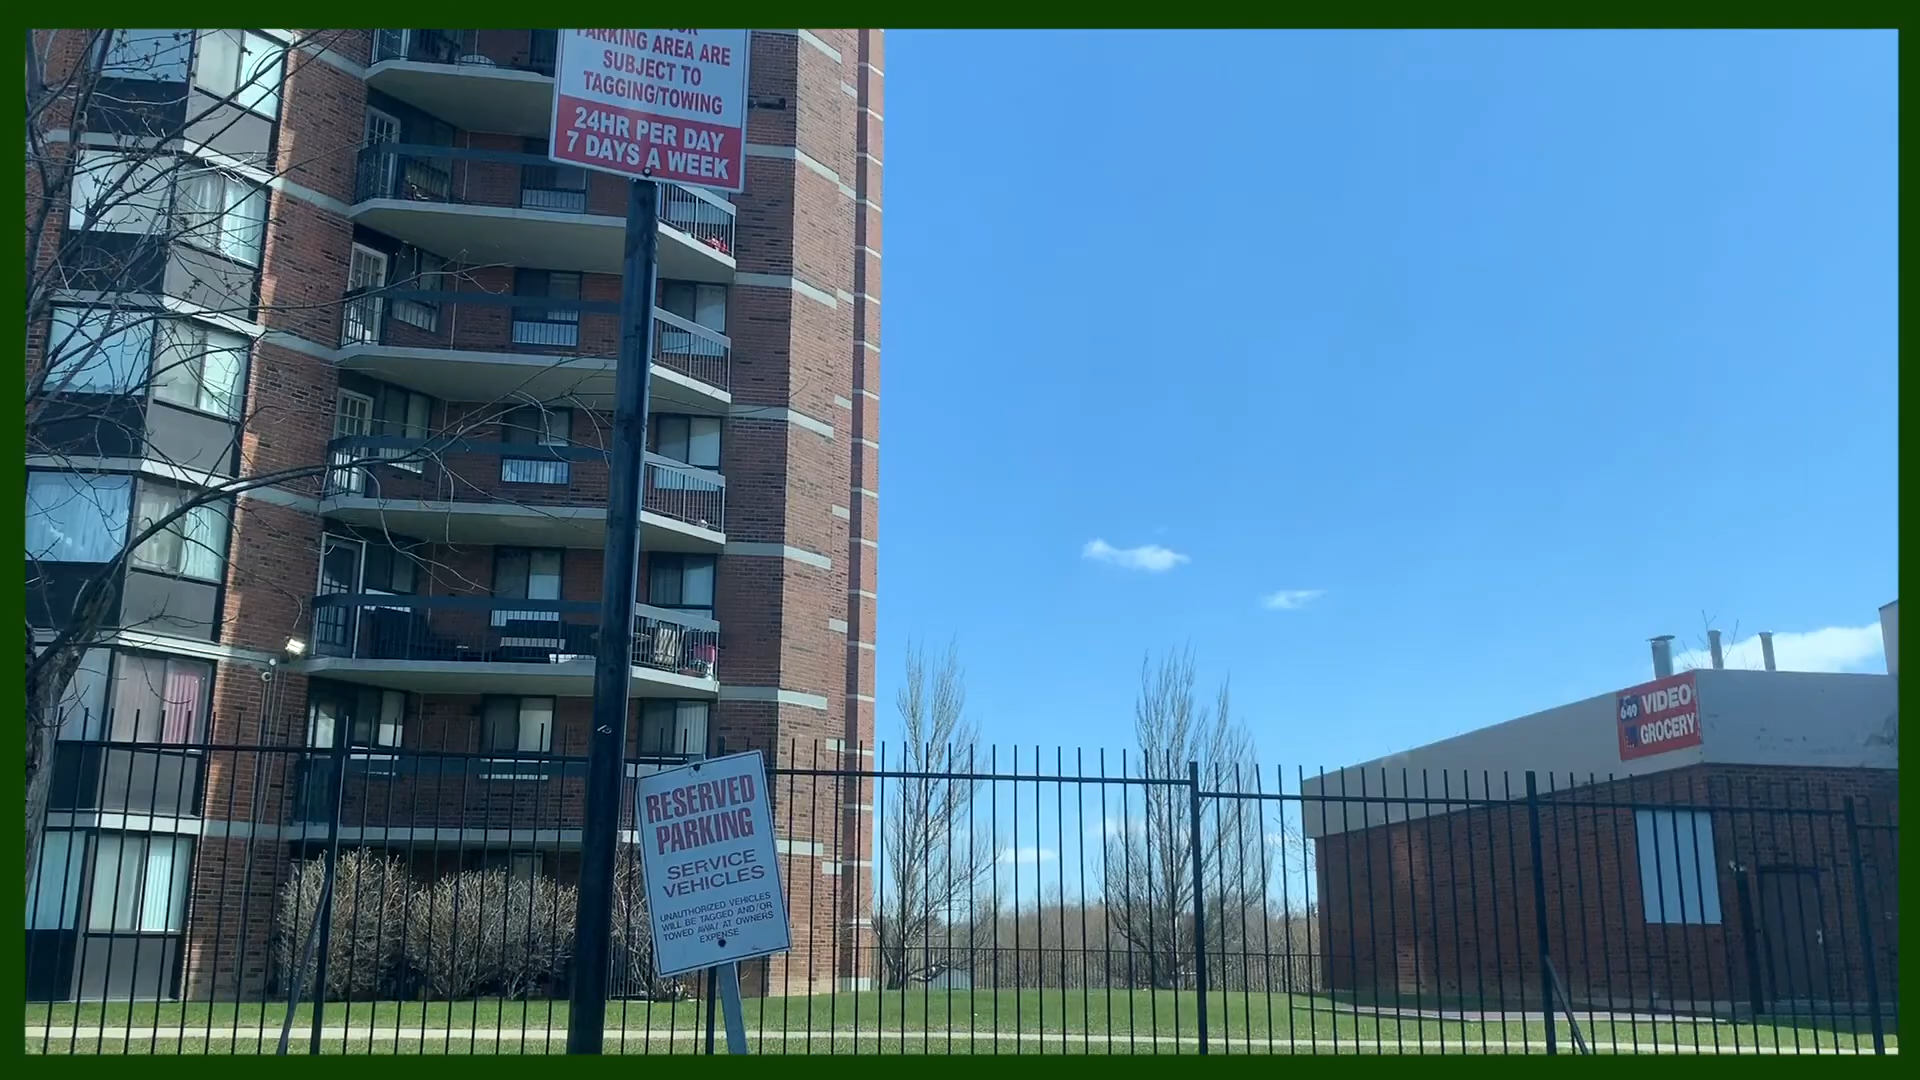 PARKING AREA ARE
SUBJECT TO
TAGGING/TOWING
24HR PER DAY
7 DAYS A WEEK
RESERVED
PARKING
SERVICE
VEHICLES
UNAUTHORIZED VEHICLES
WILL BE TAGGED AND/OR
TOWED AWAY AT OWNERS
EXPENSE
649 VIDEO
GROCERY